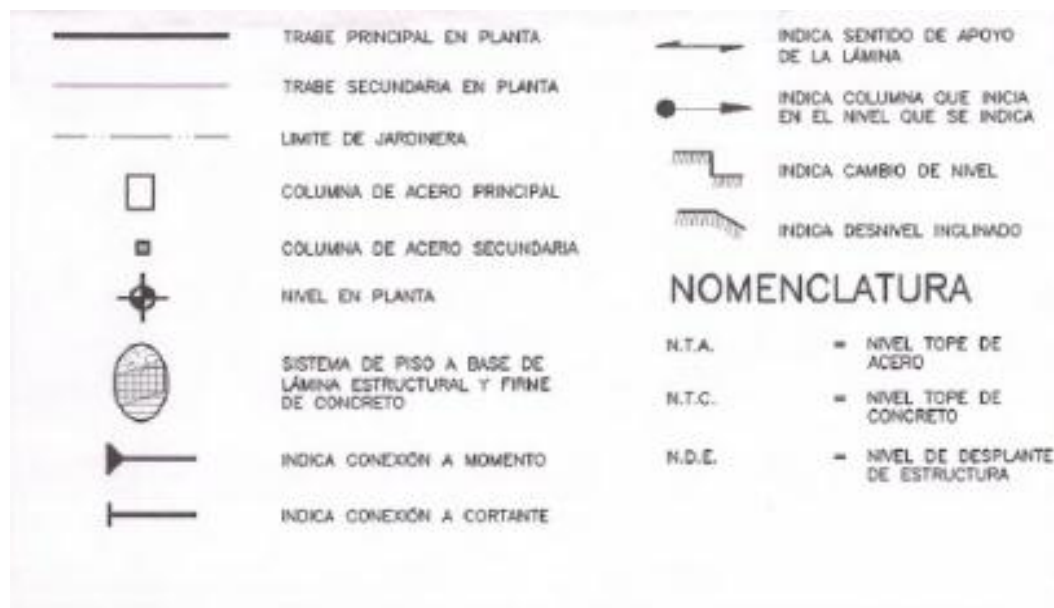 TRABE PRINCIPAL EN PLANTA
TRABE SECUNDARIA EN PLANTA
LIMITE DE JARDINERA
COLUMNA DE ACERO PRINCIPAL
COLUMNA DE ACERO SECUNDARIA
NIVEL EN PLANTA
SISTEMA DE PISO A BASE DE
LÁMINA ESTRUCTURAL Y FIRME
DE CONCRETO
INDICA CONEXIÓN A MOMENTO
INDICA CONEXIÓN A CORTANTE
INDICA SENTIDO DE APOYO
DE LA LÁMINA
INDICA COLUMNA QUE INICIA
EN EL NIVEL QUE SE INDICA
INDICA CAMBIO DE NIVEL
INDICA DESNIVEL INCLINADO
NOMENCLATURA
N.T.A. = NIVEL TOPE DE
ACERO
N.T.C. = NIVEL TOPE DE
CONCRETO
N.D.E. = NIVEL DE DESPLANTE
DE ESTRUCTURA